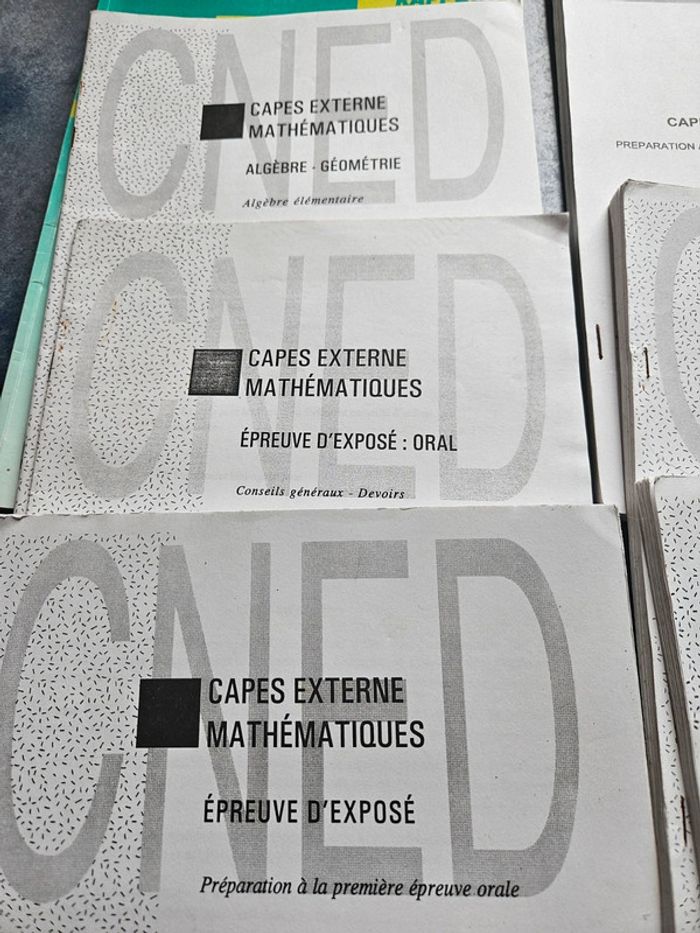 CNED
CAPES EXTERNE
MATHÉMATIQUES
ALGÈBRE - GÉOMÉTRIE
Algèbre élémentaire
CNED
CAPES EXTERNE
MATHÉMATIQUES
ÉPREUVE D'EXPOSÉ : ORAL
Conseils généraux - Devoirs
CNED
CAPES EXTERNE
MATHÉMATIQUES
ÉPREUVE D'EXPOSÉ
Préparation à la première épreuve orale
CAP
PREPARATION